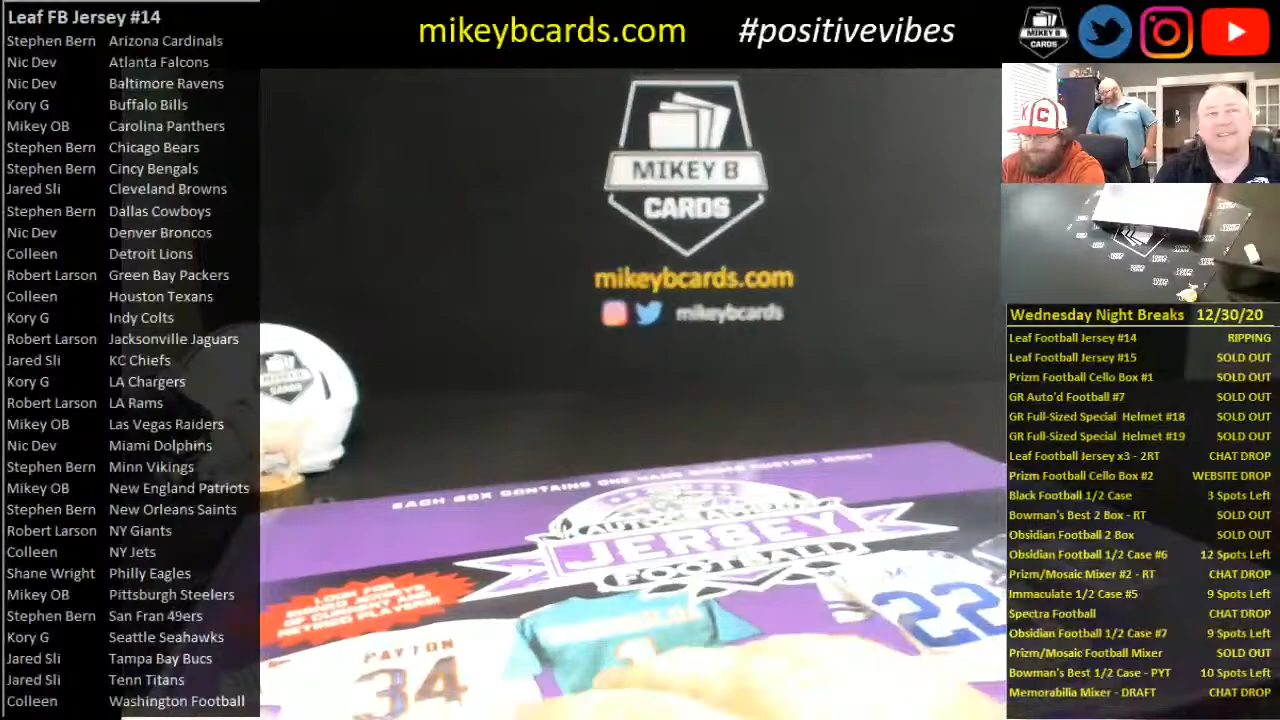 Leaf FB Jersey #14
Stephen Bern Arizona Cardinals
Nic Dev Atlanta Falcons
Nic Dev Baltimore Ravens
Kory G Buffalo Bills
Mikey OB Carolina Panthers
Stephen Bern Chicago Bears
Stephen Bern Cincy Bengals
Jared Sli Cleveland Browns
Stephen Bern Dallas Cowboys
Nic Dev Denver Broncos
Colleen Detroit Lions
Robert Larson Green Bay Packers
Colleen Houston Texans
Kory G Indy Colts
Robert Larson Jacksonville Jaguars
Jared Sli KC Chiefs
Kory G LA Chargers
Robert Larson LA Rams
Mikey OB Las Vegas Raiders
Nic Dev Miami Dolphins
Stephen Bern Minn Vikings
Mikey OB New England Patriots
Stephen Bern New Orleans Saints
Robert Larson NY Giants
Colleen NY Jets
Shane Wright Philly Eagles
Mikey OB Pittsburgh Steelers
Stephen Bern San Fran 49ers
Kory G Seattle Seahawks
Jared Sli Tampa Bay Bucs
Jared Sli Tenn Titans
Colleen Washington Football
mikeybcards.com #positivevibes
MIKEY B
CARDS
MIKEY B
CARDS
mikeybcards.com
mikeybcards
EACH BOX CONTAINS ONE HAND SIGNED CUSTOM JERSEY
AUTOGRAPHED
JERSEY
FOOTBALL
LOOK FOR
SIGNED JERSEYS
OF CURRENT AND
RETIRED PLAYERS!
PAYTON
34
22
Wednesday Night Breaks 12/30/20
Leaf Football Jersey #14 RIPPING
Leaf Football Jersey #15 SOLD OUT
Prizm Football Cello Box #1 SOLD OUT
GR Auto'd Football #7 SOLD OUT
GR Full-Sized Special Helmet #18 SOLD OUT
GR Full-Sized Special Helmet #19 SOLD OUT
Leaf Football Jersey x3 - 2RT CHAT DROP
Prizm Football Cello Box #2 WEBSITE DROP
Black Football 1/2 Case 3 Spots Left
Bowman's Best 2 Box - RT SOLD OUT
Obsidian Football 2 Box SOLD OUT
Obsidian Football 1/2 Case #6 12 Spots Left
Prizm/Mosaic Mixer #2 - RT CHAT DROP
Immaculate 1/2 Case #5 9 Spots Left
Spectra Football CHAT DROP
Obsidian Football 1/2 Case #7 9 Spots Left
Prizm/Mosaic Football Mixer SOLD OUT
Bowman's Best 1/2 Case - PYT 10 Spots Left
Memorabilia Mixer - DRAFT CHAT DROP